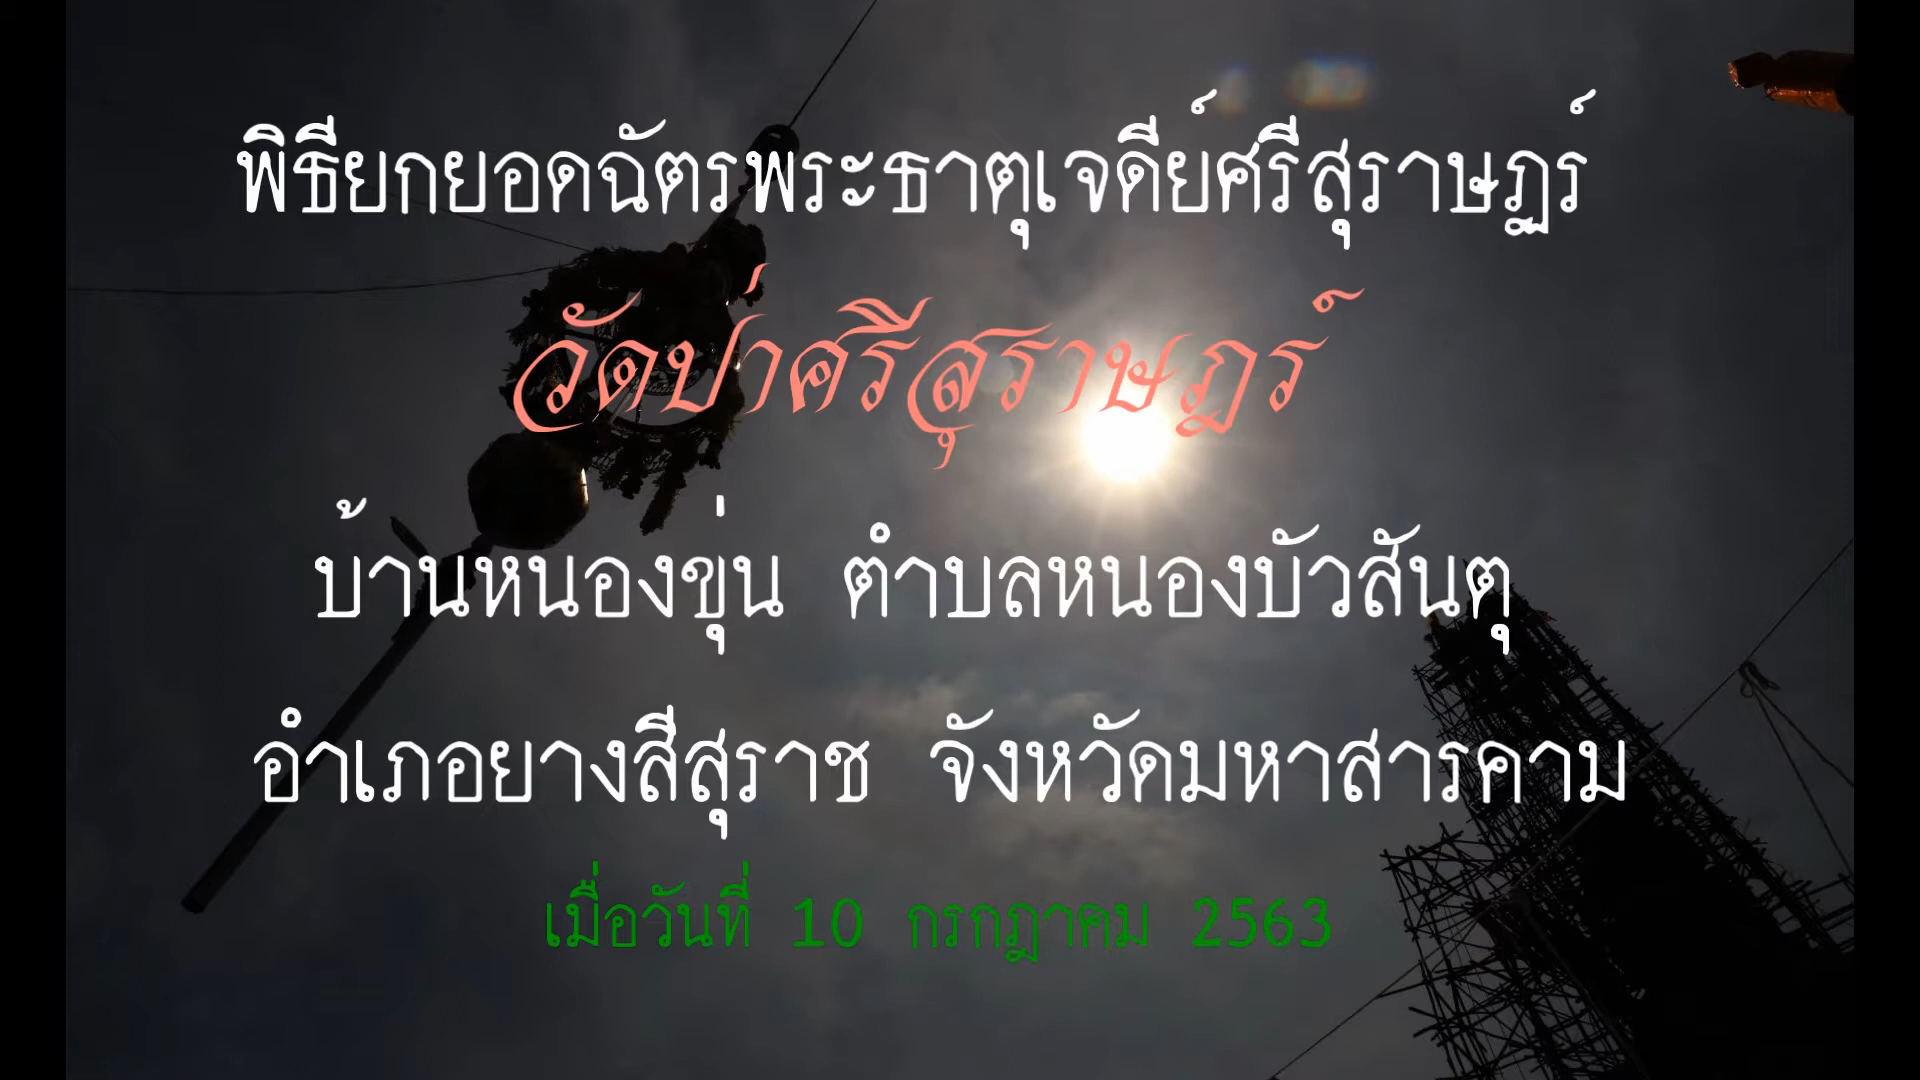 พิธียกยอดฉัตรพระธาตุเจดีย์ศรีสุราษฏร์
วัดป่าศรีสุราษฎร์
บ้านหนองขุ่น ตำบลหนองบัวสันตุ
อำเภอยางสีสุราช จังหวัดมหาสารคาม
เมื่อวันที่ 10 กรกฎาคม 2563